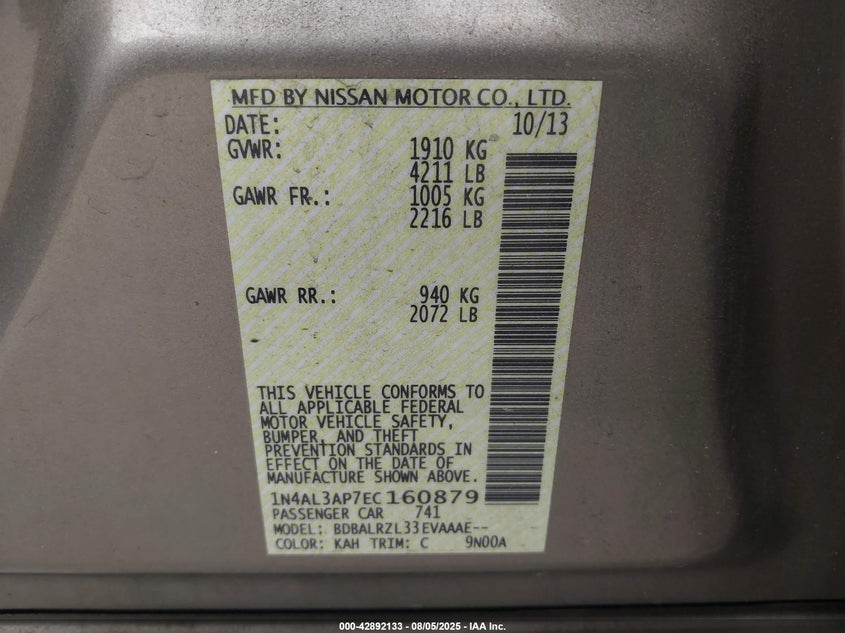 MFD BY NISSAN MOTOR CO., LTD.
DATE: 10/13
GVWR: 1910 KG
4211 LB
GAWR FR.: 1005 KG
2216 LB
GAWR RR.: 940 KG
2072 LB
THIS VEHICLE CONFORMS TO
ALL APPLICABLE FEDERAL
MOTOR VEHICLE SAFETY,
BUMPER, AND THEFT
PREVENTION STANDARDS IN
EFFECT ON THE DATE OF
MANUFACTURE SHOWN ABOVE.
1N4AL3AP7EC160879
PASSENGER CAR 741
MODEL: BDBALRZL33EVAAAE--
COLOR: KAH TRIM: C 9N00A
000-42892133 - 08/05/2025 - IAA Inc.